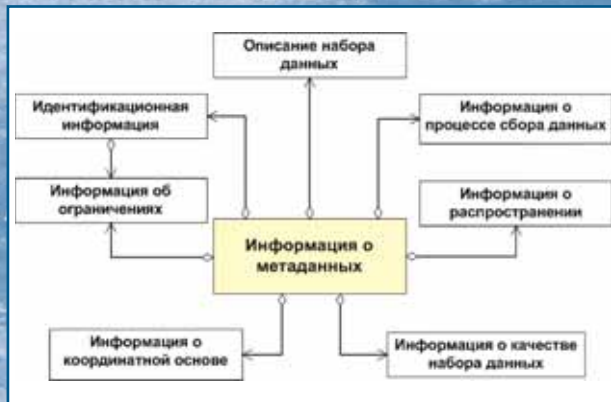 Описание набора
данных
Идентификационная
информация
Информация о
процессе сбора данных
Информация об
ограничениях
Информация о
распространении
Информация о
метаданных
Информация о
координатной основе
Информация о качестве
набора данных